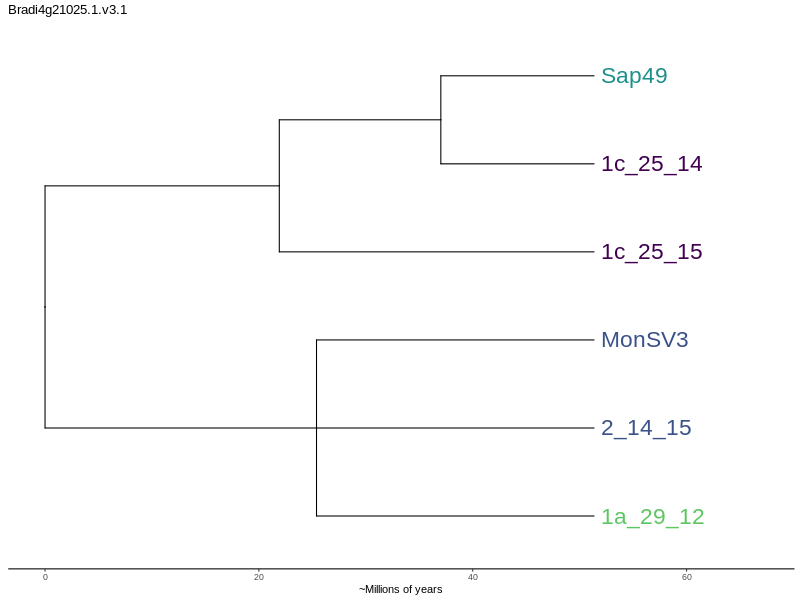 Bradi4g21025.1.v3.1
Sap49
1c_25_14
1c_25_15
MonSV3
2_14_15
1a_29_12
0 20 40 60
~Millions of years